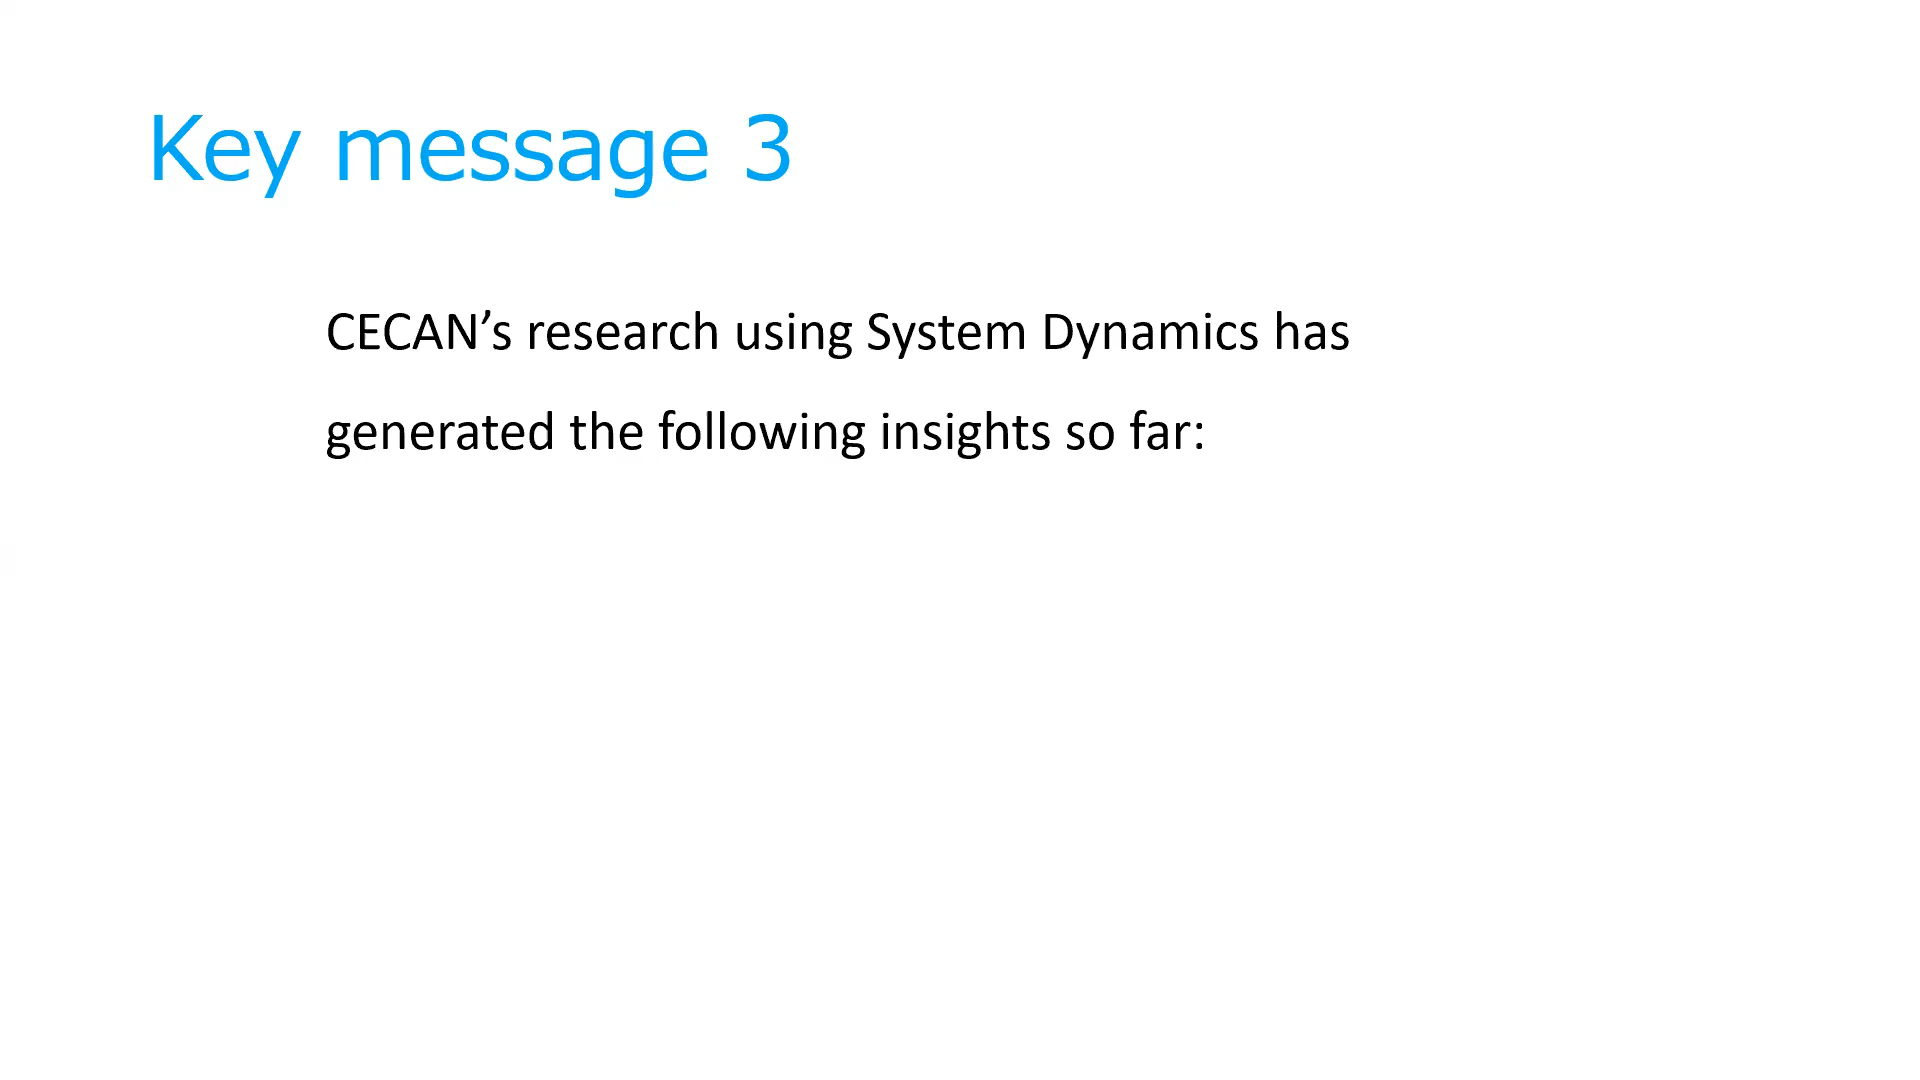 Key message 3
CECAN’s research using System Dynamics has
generated the following insights so far: